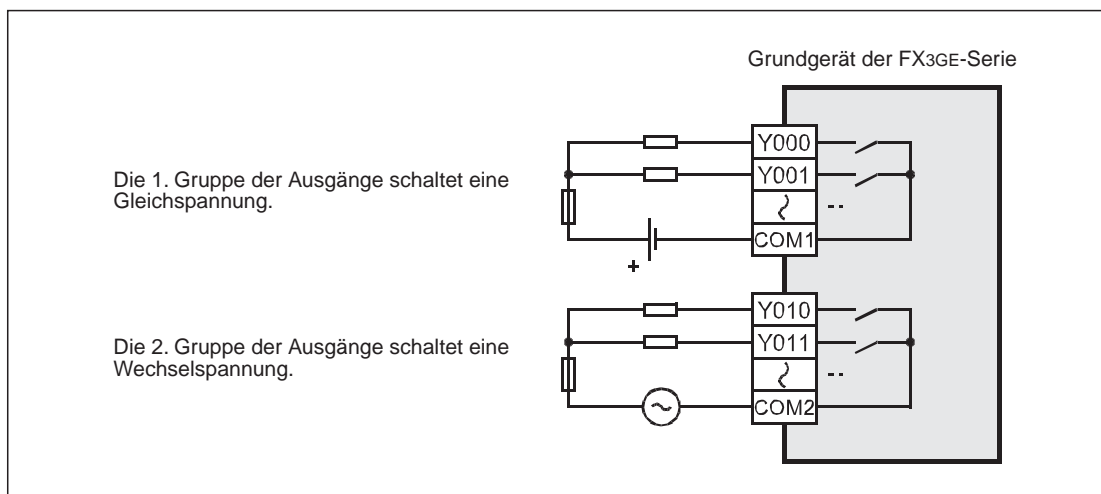 Grundgerät der FX3GE-Serie
Die 1. Gruppe der Ausgänge schaltet eine
Gleichspannung.
Y000
Y001
COM1
+
Die 2. Gruppe der Ausgänge schaltet eine
Wechselspannung.
Y010
Y011
COM2